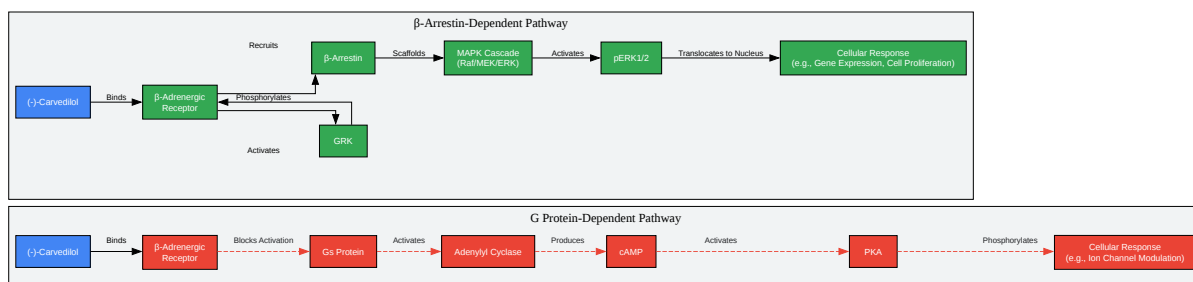 β-Arrestin-Dependent Pathway
Recruits
β-Arrestin
Scaffolds
MAPK Cascade
(Raf/MEK/ERK)
Activates
pERK1/2
Translocates to Nucleus
Cellular Response
(e.g., Gene Expression, Cell Proliferation)
(-)-Carvedilol
Binds
β-Adrenergic
Receptor
Phosphorylates
GRK
Activates
G Protein-Dependent Pathway
(-)-Carvedilol
Binds
β-Adrenergic
Receptor
Blocks Activation
Gs Protein
Activates
Adenylyl Cyclase
Produces
cAMP
Activates
PKA
Phosphorylates
Cellular Response
(e.g., Ion Channel Modulation)